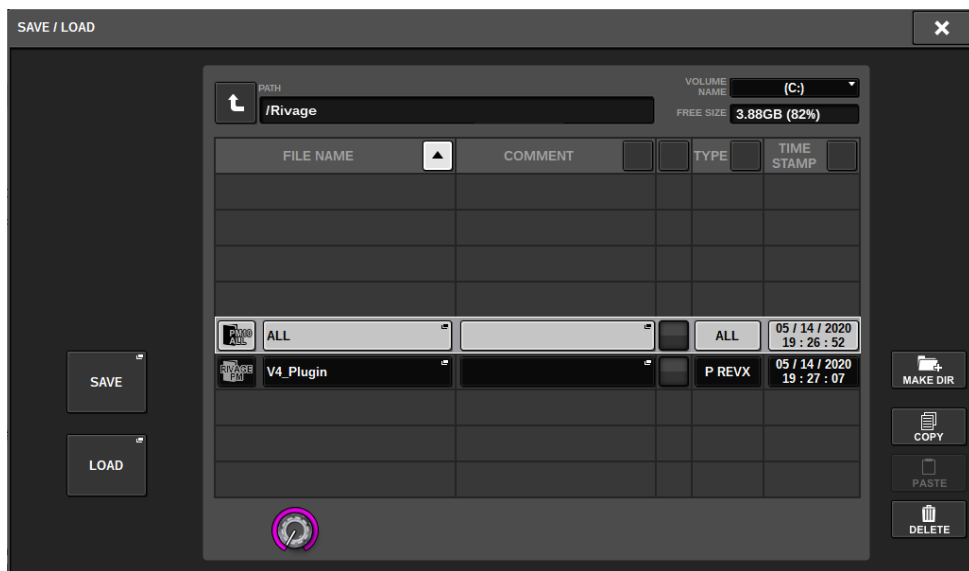 SAVE / LOAD
PATH
/Rivage
VOLUME
NAME
(C:)
FREE SIZE
3.88GB (82%)
FILE NAME
COMMENT
TYPE
TIME
STAMP
PM10
ALL
ALL
ALL
05 / 14 / 2020
19 : 26 : 52
RIVAGE
PM
V4_Plugin
P REVX
05 / 14 / 2020
19 : 27 : 07
SAVE
LOAD
MAKE DIR
COPY
PASTE
DELETE